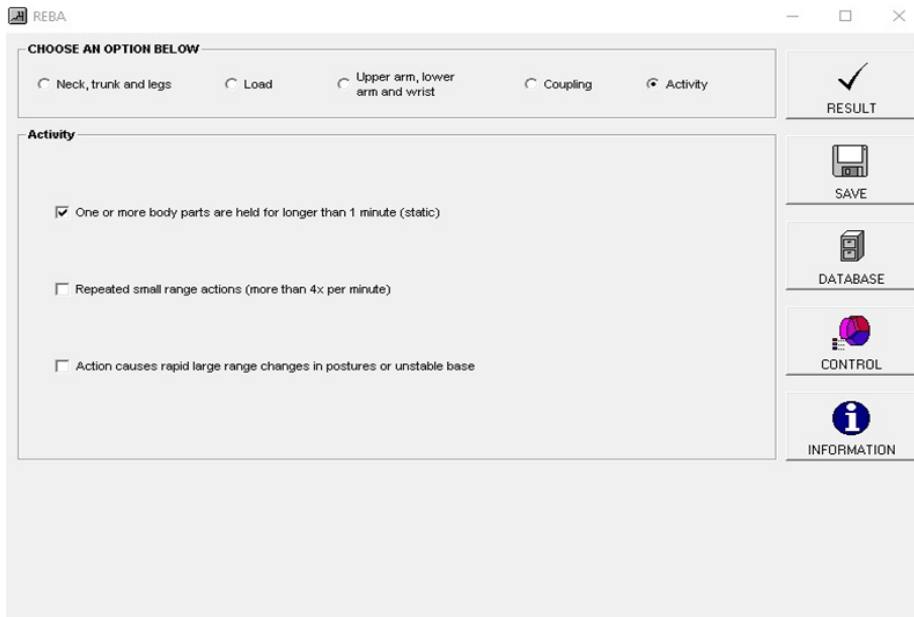 REBA
CHOOSE AN OPTION BELOW
Neck, trunk and legs
Load
Upper arm, lower
arm and wrist
Coupling
Activity
Activity
One or more body parts are held for longer than 1 minute (static)
Repeated small range actions (more than 4x per minute)
Action causes rapid large range changes in postures or unstable base
RESULT
SAVE
DATABASE
CONTROL
INFORMATION